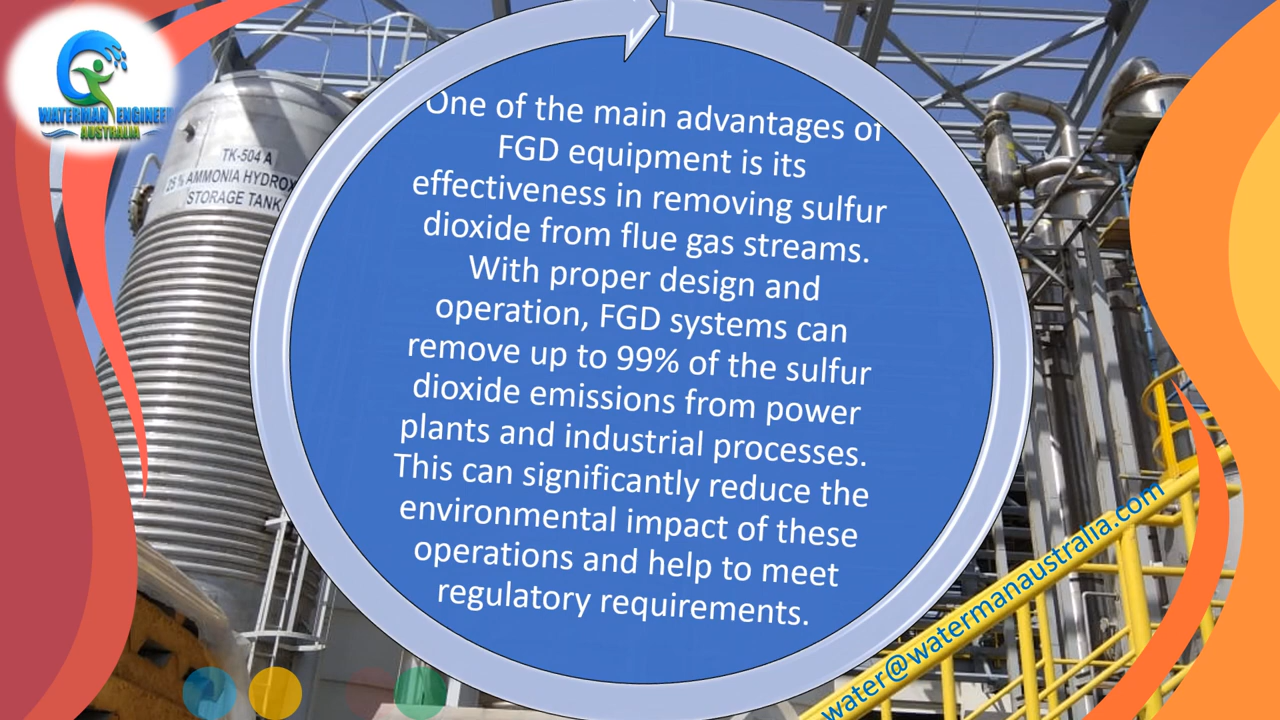 WATERMAN ENGINEE
AUSTRALIA
TK-504 A
25 % AMMONIA HYDROX
STORAGE TANK
One of the main advantages of
FGD equipment is its
effectiveness in removing sulfur
dioxide from flue gas streams.
With proper design and
operation, FGD systems can
remove up to 99% of the sulfur
dioxide emissions from power
plants and industrial processes.
This can significantly reduce the
environmental impact of these
operations and help to meet
regulatory requirements.
water@watermanaustralia.com